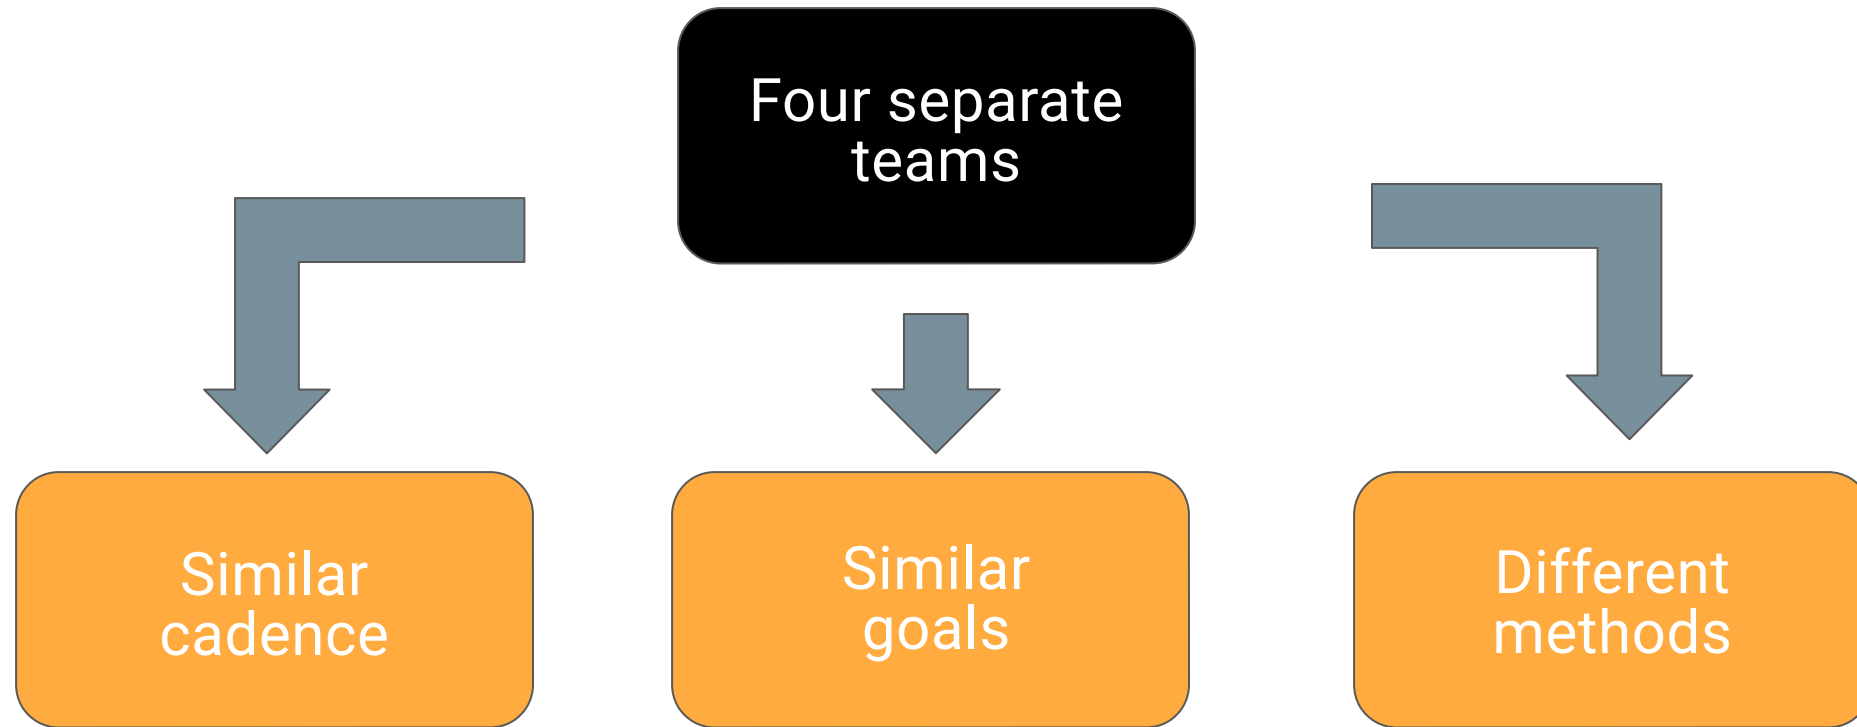 Four separate
teams
Similar
cadence
Similar
goals
Different
methods